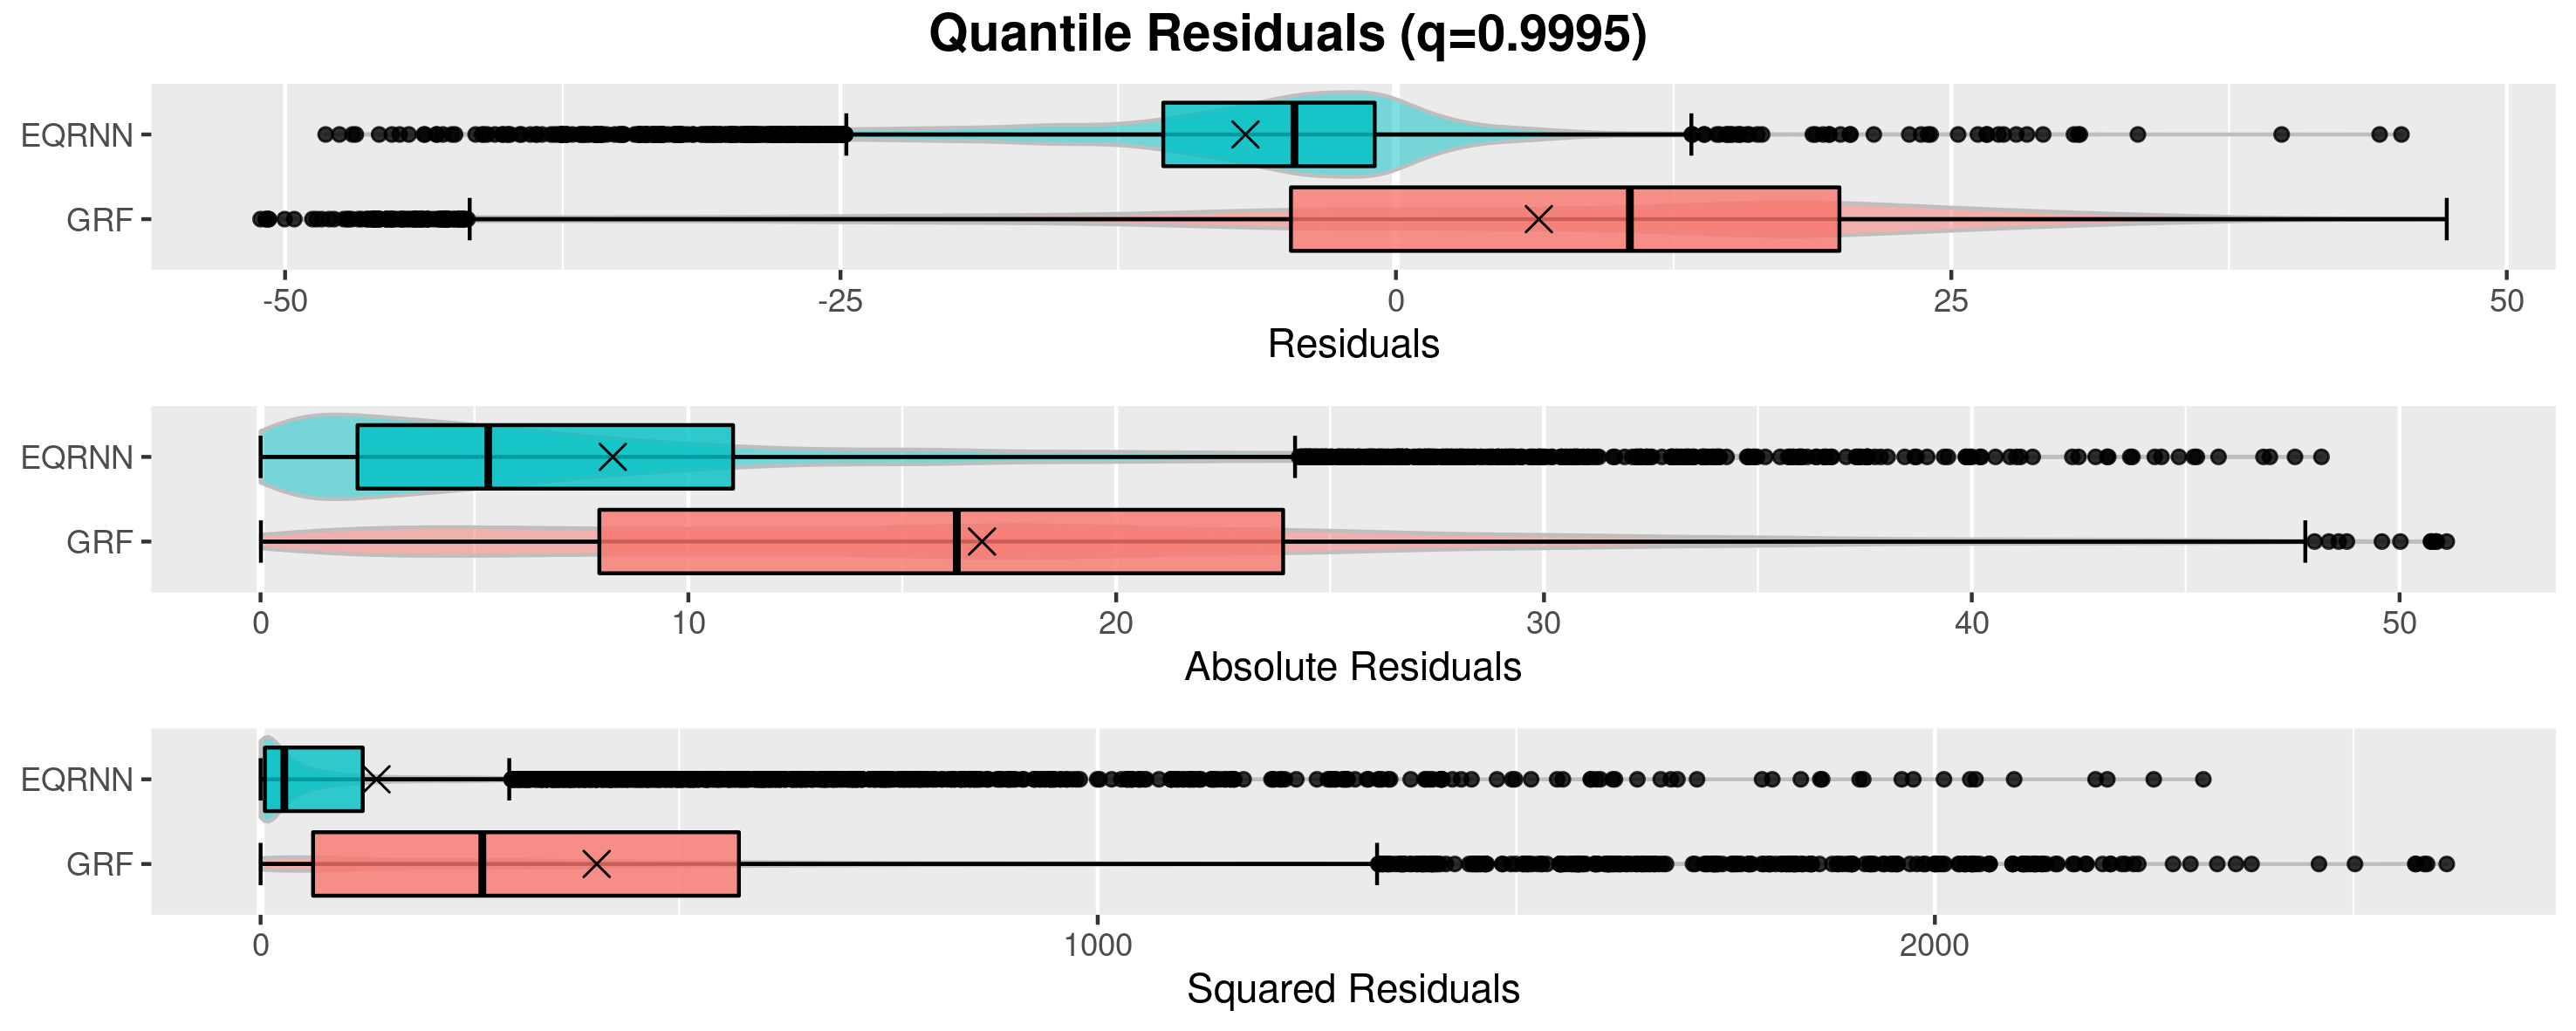 Quantile Residuals (q=0.9995)
EQRNN
GRF
-50 -25 0 25 50
Residuals
EQRNN
GRF
0 10 20 30 40 50
Absolute Residuals
EQRNN
GRF
0 1000 2000
Squared Residuals